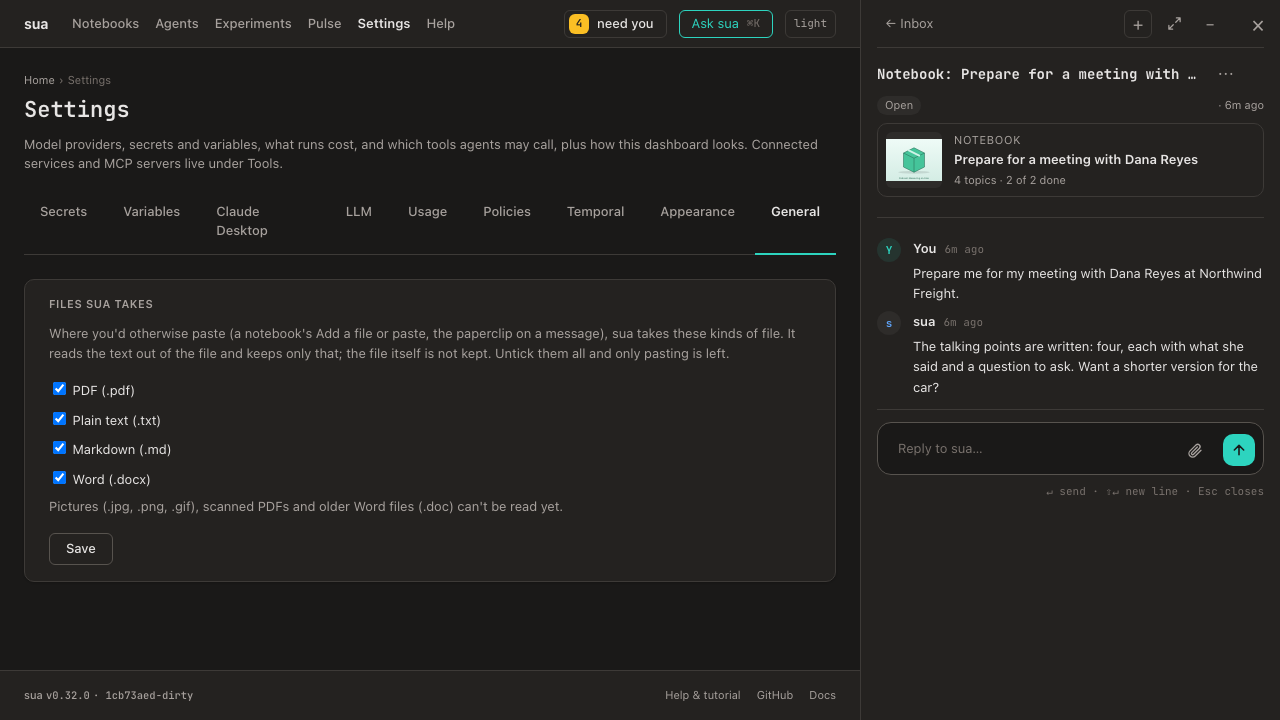 sua Notebooks Agents Experiments Pulse Settings Help 4 need you Ask sua ⌘K light
Home › Settings
Settings
Model providers, secrets and variables, what runs cost, and which tools agents may call, plus how this dashboard looks. Connected
services and MCP servers live under Tools.
Secrets Variables Claude Desktop LLM Usage Policies Temporal Appearance General
FILES SUA TAKES
Where you'd otherwise paste (a notebook's Add a file or paste, the paperclip on a message), sua takes these kinds of file. It
reads the text out of the file and keeps only that; the file itself is not kept. Untick them all and only pasting is left.
PDF (.pdf)
Plain text (.txt)
Markdown (.md)
Word (.docx)
Pictures (.jpg, .png, .gif), scanned PDFs and older Word files (.doc) can't be read yet.
Save
sua v0.32.0 · 1cb73aed-dirty Help & tutorial GitHub Docs
← Inbox
Notebook: Prepare for a meeting with …
Open · 6m ago
NOTEBOOK
Prepare for a meeting with Dana Reyes
4 topics · 2 of 2 done
Y You 6m ago
Prepare me for my meeting with Dana Reyes at Northwind
Freight.
s sua 6m ago
The talking points are written: four, each with what she
said and a question to ask. Want a shorter version for the
car?
Reply to sua…
↵ send · ⇧↵ new line · Esc closes